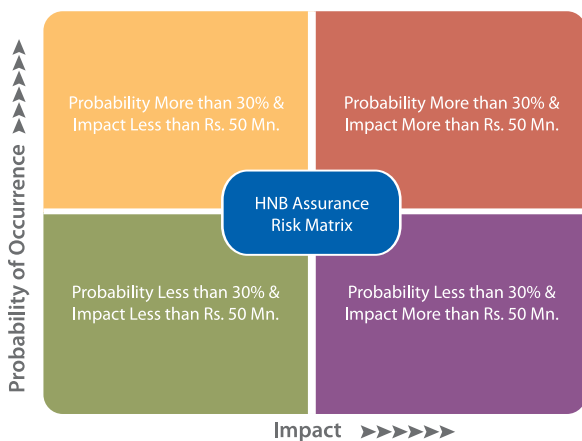 Probability of Occurrence
Probability More than 30% &
Impact Less than Rs. 50 Mn.
Probability More than 30% &
Impact More than Rs. 50 Mn.
HNB Assurance
Risk Matrix
Probability Less than 30% &
Impact Less than Rs. 50 Mn.
Probability Less than 30% &
Impact More than Rs. 50 Mn.
Impact